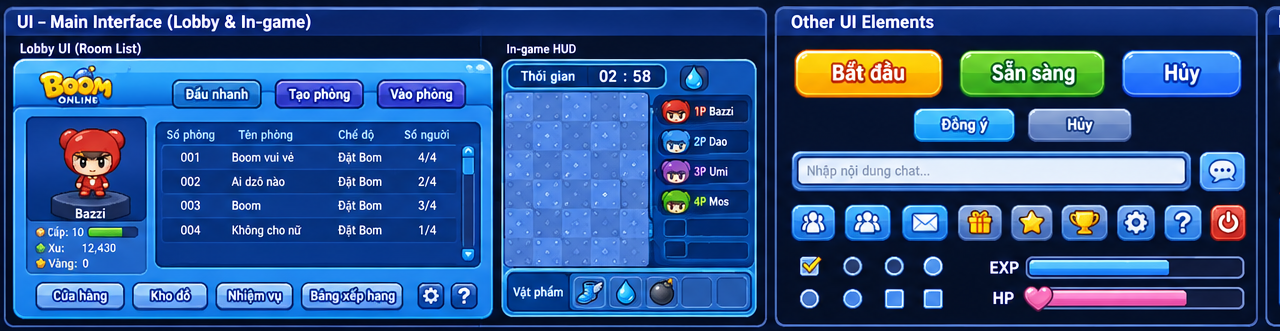 UI – Main Interface (Lobby & In-game)
Lobby UI (Room List)
BOOM
ONLINE
Đấu nhanh
Tạo phòng
Vào phòng
Bazzi
Cúp: 10
Xu: 12,430
Vàng: 0
Số phòng Tên phòng Chế độ Số người
001 Boom vui vẻ Đặt Bom 4/4
002 Ai dzô nào Đặt Bom 2/4
003 Boom Đặt Bom 3/4
004 Không cho nữ Đặt Bom 1/4
Cửa hàng
Kho đồ
Nhiệm vụ
Bảng xếp hang
?
In-game HUD
Thói gian 02 : 58
1P Bazzi
2P Dao
3P Umi
4P Mos
Vật phẩm
Other UI Elements
Bắt đầu
Sẵn sàng
Hủy
Đồng ý
Hủy
Nhập nội dung chat...
?
EXP
HP